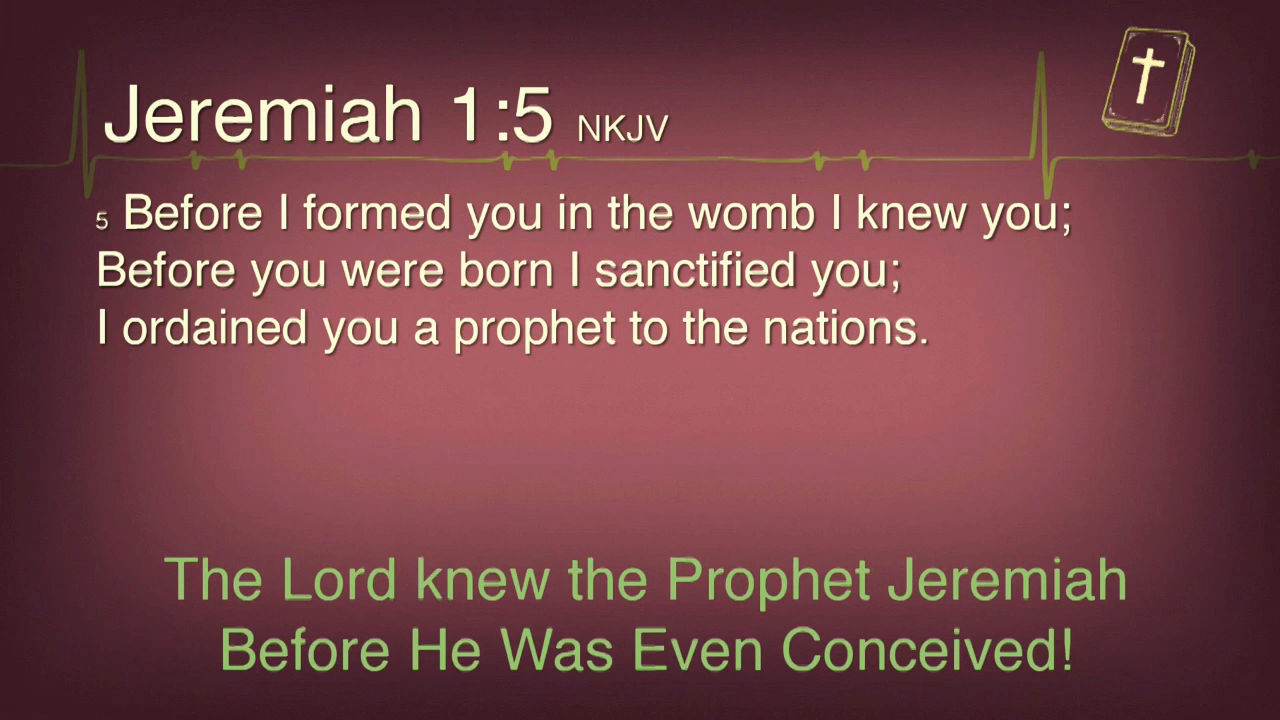 Jeremiah 1:5 NKJV
5 Before I formed you in the womb I knew you;
Before you were born I sanctified you;
I ordained you a prophet to the nations.
The Lord knew the Prophet Jeremiah
Before He Was Even Conceived!